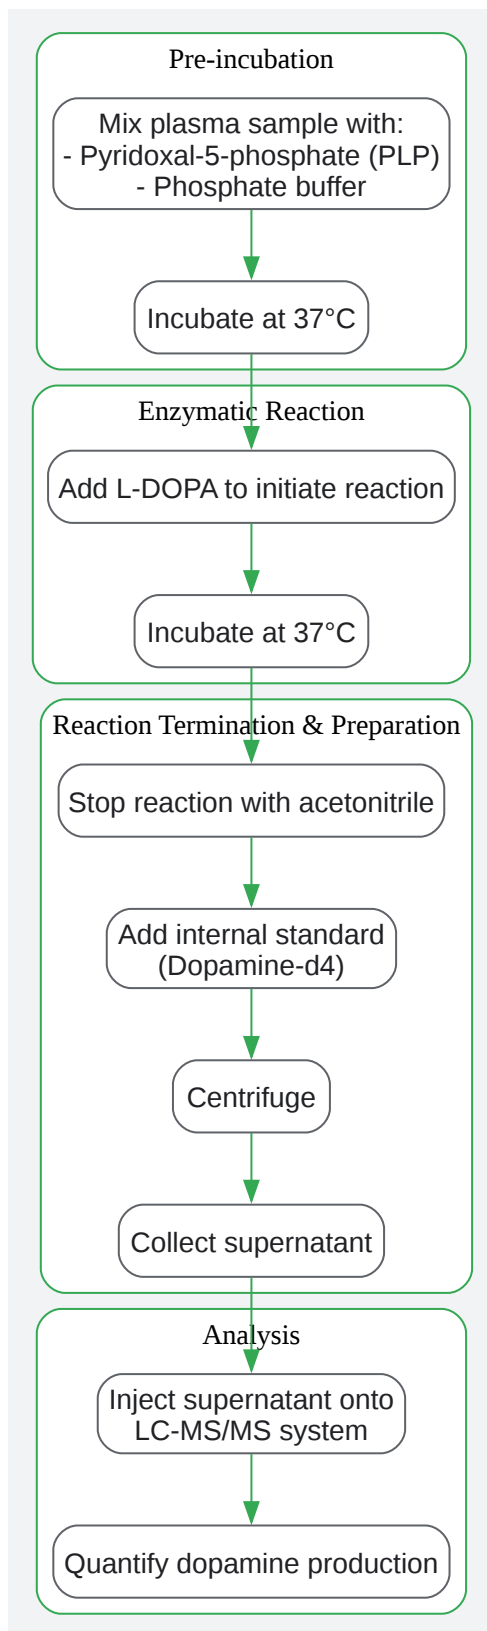 Pre-incubation
Mix plasma sample with:
- Pyridoxal-5-phosphate (PLP)
- Phosphate buffer
Incubate at 37°C
Enzymatic Reaction
Add L-DOPA to initiate reaction
Incubate at 37°C
Reaction Termination & Preparation
Stop reaction with acetonitrile
Add internal standard
(Dopamine-d4)
Centrifuge
Collect supernatant
Analysis
Inject supernatant onto
LC-MS/MS system
Quantify dopamine production